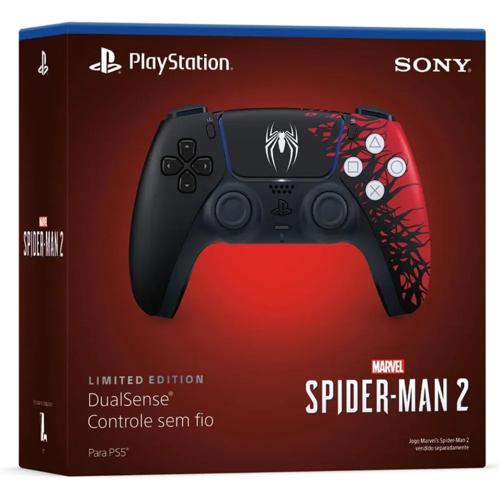 PlayStation®
SONY
MARVEL
SPIDER-MAN 2
LIMITED EDITION
DualSense®
Controle sem fio
Para PS5®
MARVEL
SPIDER-MAN 2
Jogo Marvel's Spider-Man 2
vendido separadamente